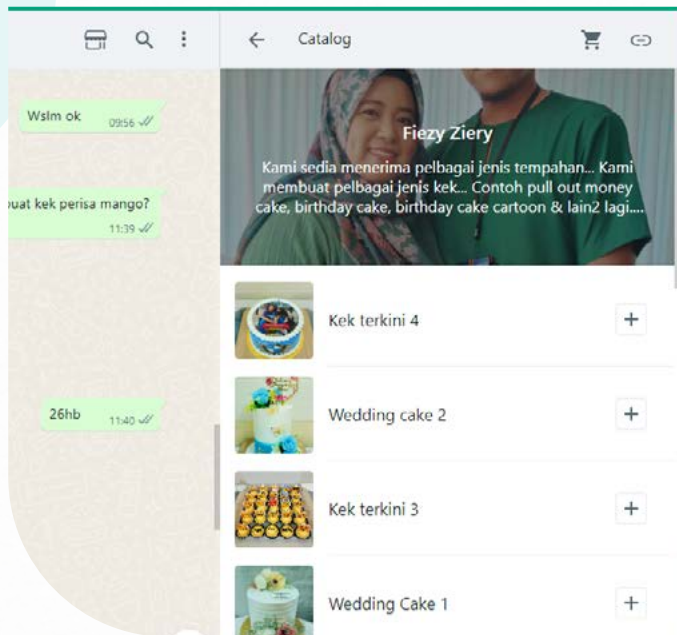 Catalog
Wslm ok 09:56
uat kek perisa mango?
11:39
26hb 11:40
Fiezy Ziery
Kami sedia menerima pelbagai jenis tempahan... Kami
membuat pelbagai jenis kek... Contoh pull out money
cake, birthday cake, birthday cake cartoon & lain2 lagi....
Kek terkini 4
Wedding cake 2
Kek terkini 3
Wedding Cake 1